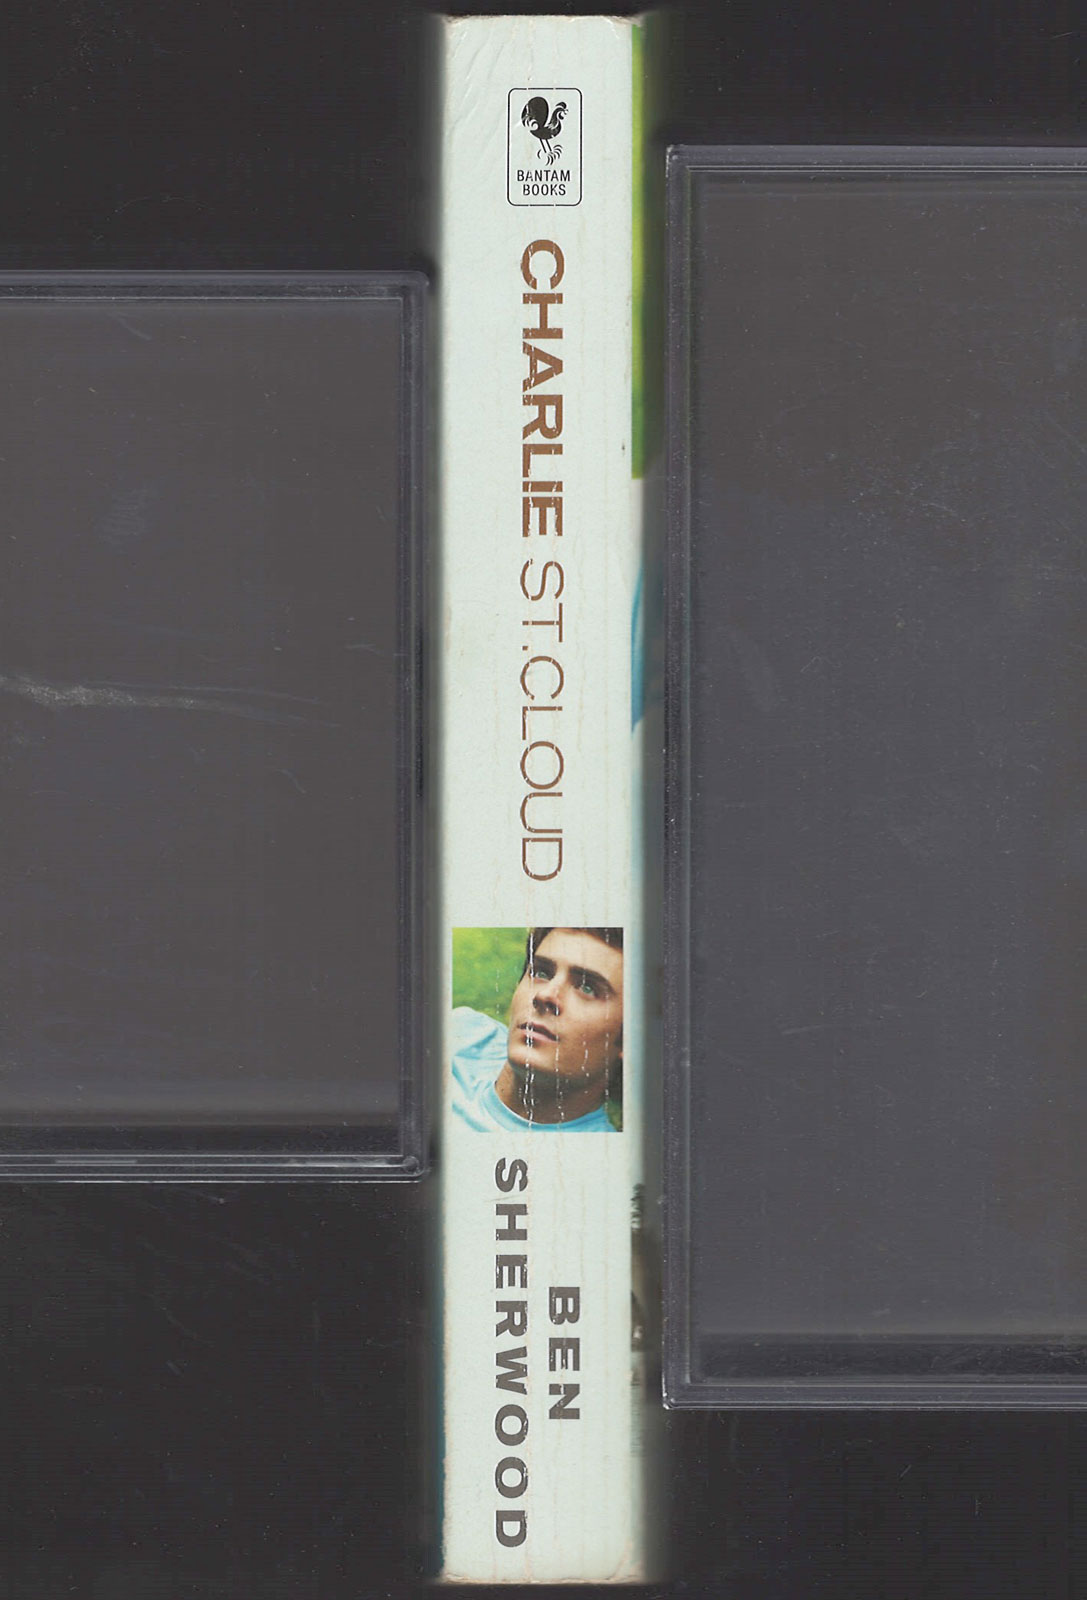 BANTAM
BOOKS
CHARLIE ST. CLOUD
BEN
SHERWOOD